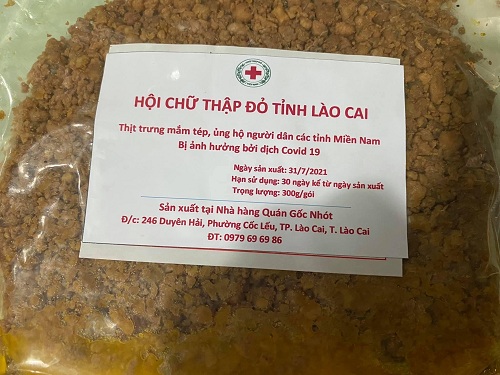 HỘI CHỮ THẬP ĐỎ TỈNH LÀO CAI
Thịt trưng mắm tép, ủng hộ người dân các tỉnh Miền Nam
Bị ảnh hưởng bởi dịch Covid 19
Ngày sản xuất: 31/7/2021
Hạn sử dụng: 30 ngày kể từ ngày sản xuất
Trọng lượng: 300g/gói
Sản xuất tại Nhà hàng Quán Gốc Nhót
Đ/c: 246 Duyên Hải, Phường Cốc Lếu, TP. Lào Cai, T. Lào Cai
ĐT: 0979 69 69 86